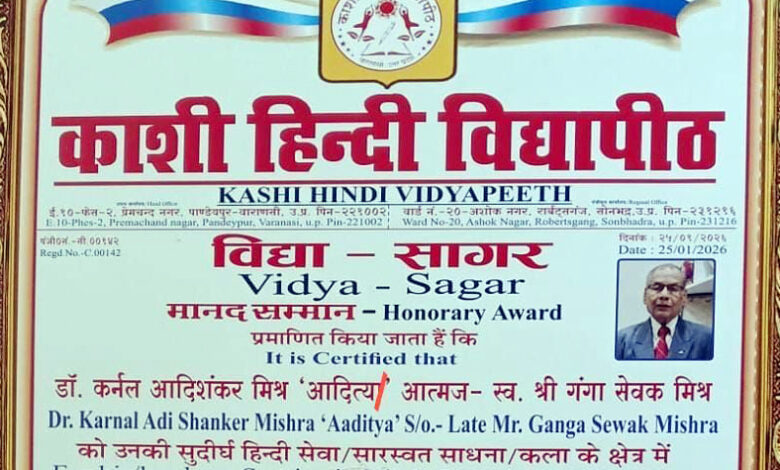 काशी हिन्दी विद्यापीठ
KASHI HINDI VIDYAPEETH
ई.१०-फेस-२, प्रेमचन्द नगर, पाण्डेयपुर-वाराणसी, उ.प्र. पिन-२२१००२
वार्ड नं.-२०-अशोक नगर, रार्बट्सगंज, सोनभद्र,उ.प्र. पिन-२३१२१६
E.10-Phes-2, Premachand nagar, Pandeypur, Varanasi, u.p. Pin-221002
Ward No-20, Ashok Nagar, Robertsgang, Sonbhadra, u.p. Pin-231216
पंजी०नं.-सी.००१४२
Regd No.-C.00142
दिनांक : २५/०१/२०२६
Date : 25/01/2026
विद्या - सागर
Vidya - Sagar
मानद सम्मान - Honorary Award
प्रमाणित किया जाता हैं कि
It is Certified that
डॉ. कर्नल आदिशंकर मिश्र 'आदित्य' आत्मज- स्व. श्री गंगा सेवक मिश्र
Dr. Karnal Adi Shanker Mishra 'Aaditya' S/o.- Late Mr. Ganga Sewak Mishra
को उनकी सुदीर्घ हिन्दी सेवा/सारस्वत साधना/कला के क्षेत्र में